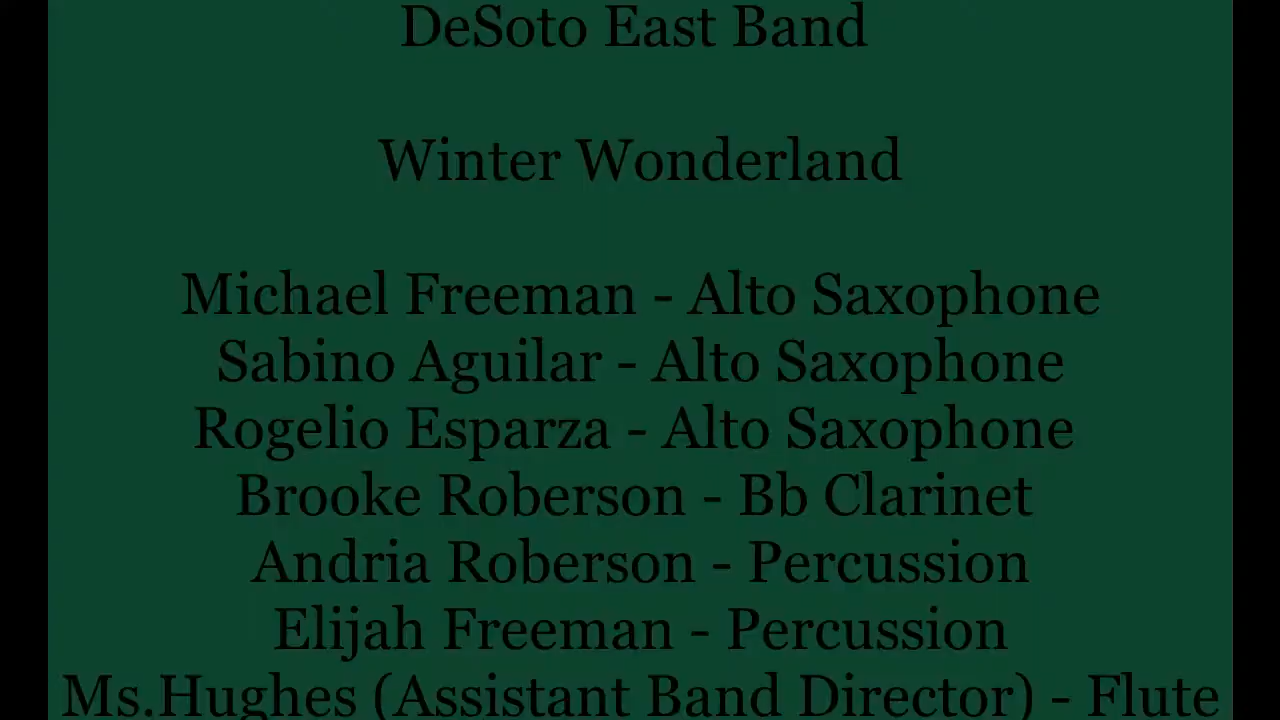 DeSoto East Band
Winter Wonderland
Michael Freeman - Alto Saxophone
Sabino Aguilar - Alto Saxophone
Rogelio Esparza - Alto Saxophone
Brooke Roberson - Bb Clarinet
Andria Roberson - Percussion
Elijah Freeman - Percussion
Ms.Hughes (Assistant Band Director) - Flute